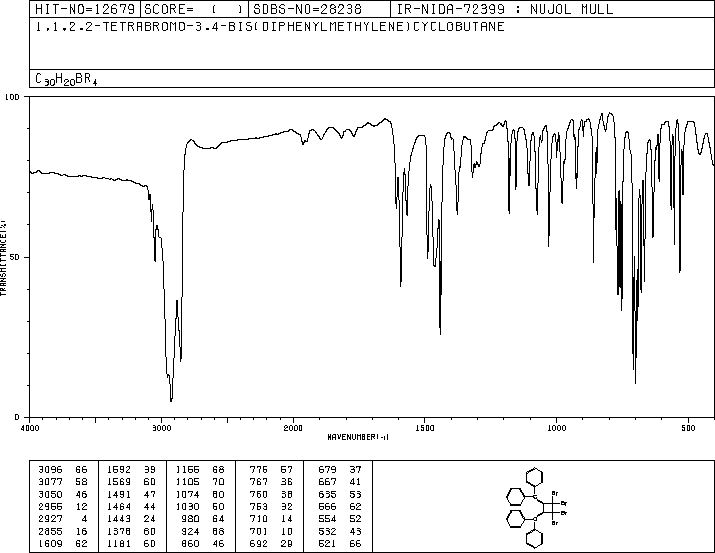 HIT-NO=12679 SCORE= ( ) SDBS-NO=28238 IR-NIDA-72399 : NUJOL MULL
1,1,2,2-TETRABROMO-3,4-BIS(DIPHENYLMETHYLENE)CYCLOBUTANE
C30H20BR4
100
50
0
TRANSMITTANCE(%)
4000 3000 2000 1500 1000 500
WAVENUMBER(-1)
3096 66 1592 39 1156 68 776 57 679 37
3077 58 1569 60 1105 70 767 36 667 41
3050 46 1491 47 1074 60 760 38 635 53
2955 12 1464 44 1030 50 753 32 566 62
2927 4 1443 24 980 64 710 14 554 52
2855 16 1378 60 924 68 701 10 532 43
1609 62 1181 60 860 46 692 29 521 66
Br
Br
Br
Br
C
C